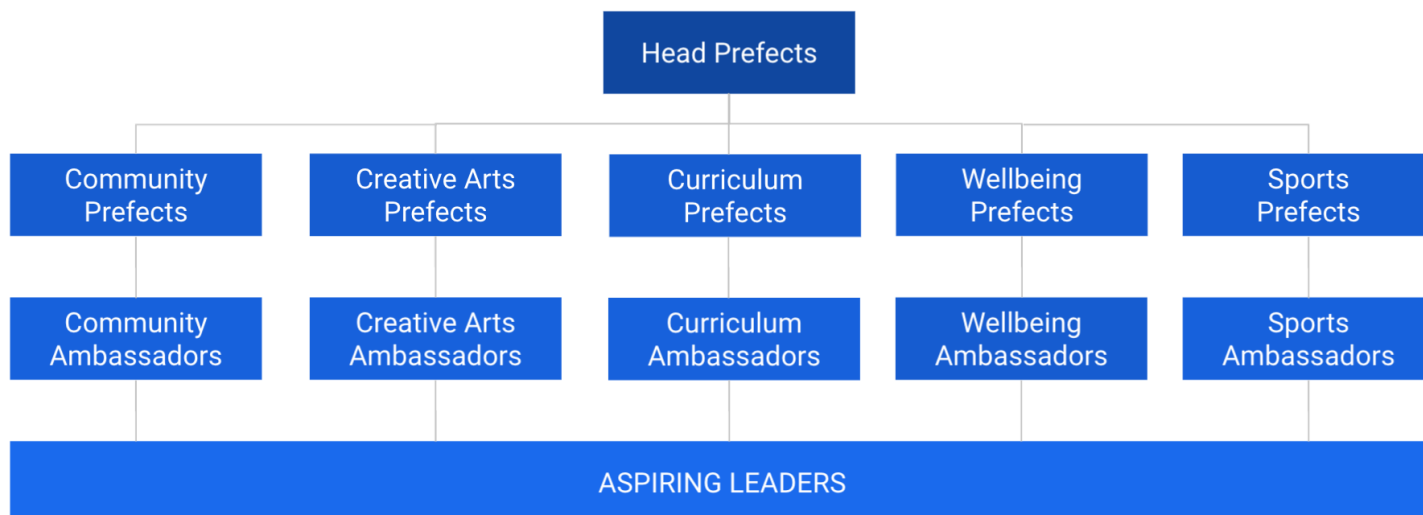 Head Prefects
Community
Prefects
Creative Arts
Prefects
Curriculum
Prefects
Wellbeing
Prefects
Sports
Prefects
Community
Ambassadors
Creative Arts
Ambassadors
Curriculum
Ambassadors
Wellbeing
Ambassadors
Sports
Ambassadors
ASPIRING LEADERS